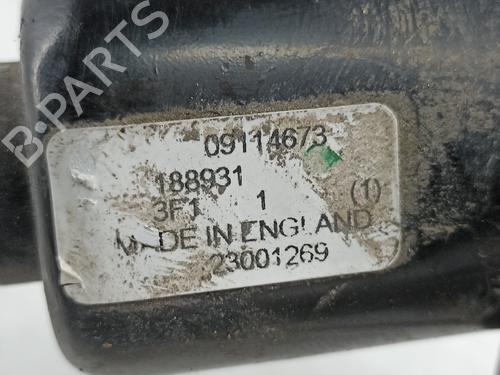 B-PARTS
09114673
188931
3F1 1 (1)
MADE IN ENGLAND
23001269